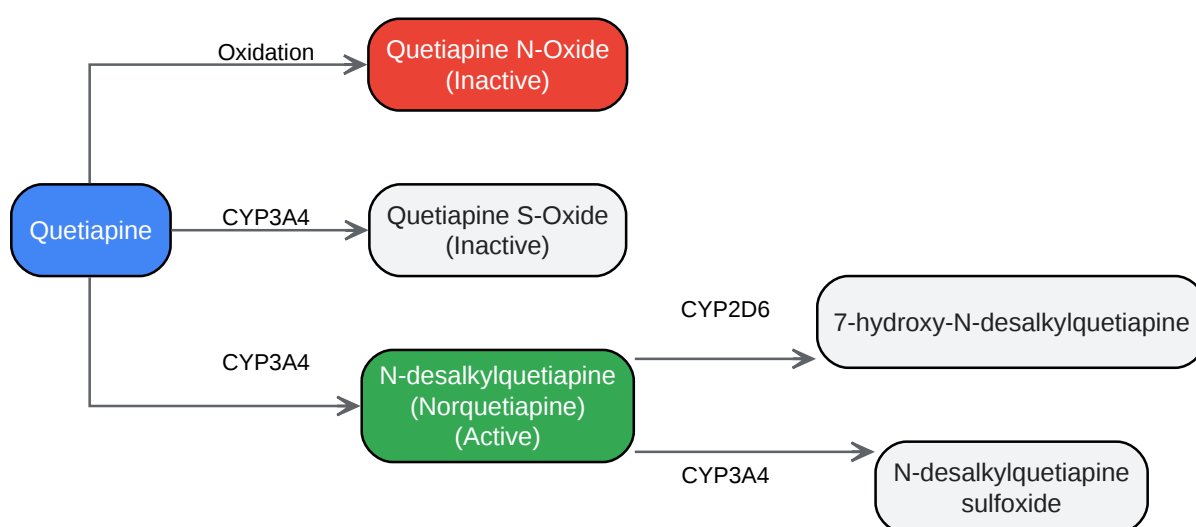 Oxidation
Quetiapine N-Oxide
(Inactive)
Quetiapine
CYP3A4
Quetiapine S-Oxide
(Inactive)
CYP3A4
N-desalkylquetiapine
(Norquetiapine)
(Active)
CYP2D6
7-hydroxy-N-desalkylquetiapine
CYP3A4
N-desalkylquetiapine
sulfoxide